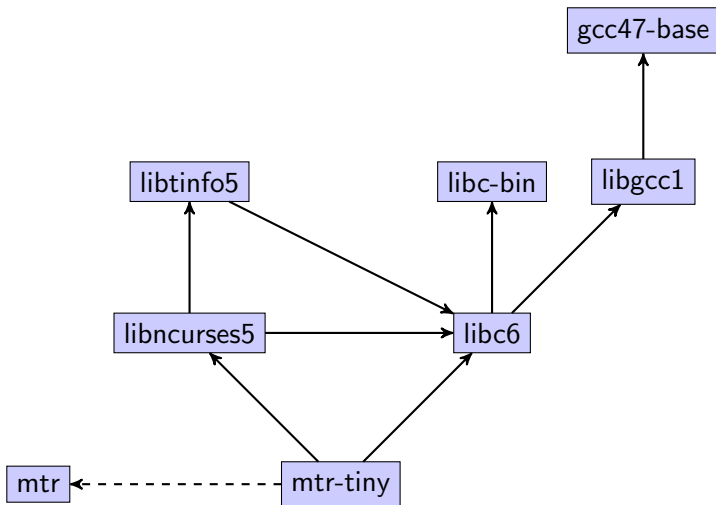 gcc47-base
libtinfo5
libc-bin
libgcc1
libncurses5
libc6
mtr
mtr-tiny